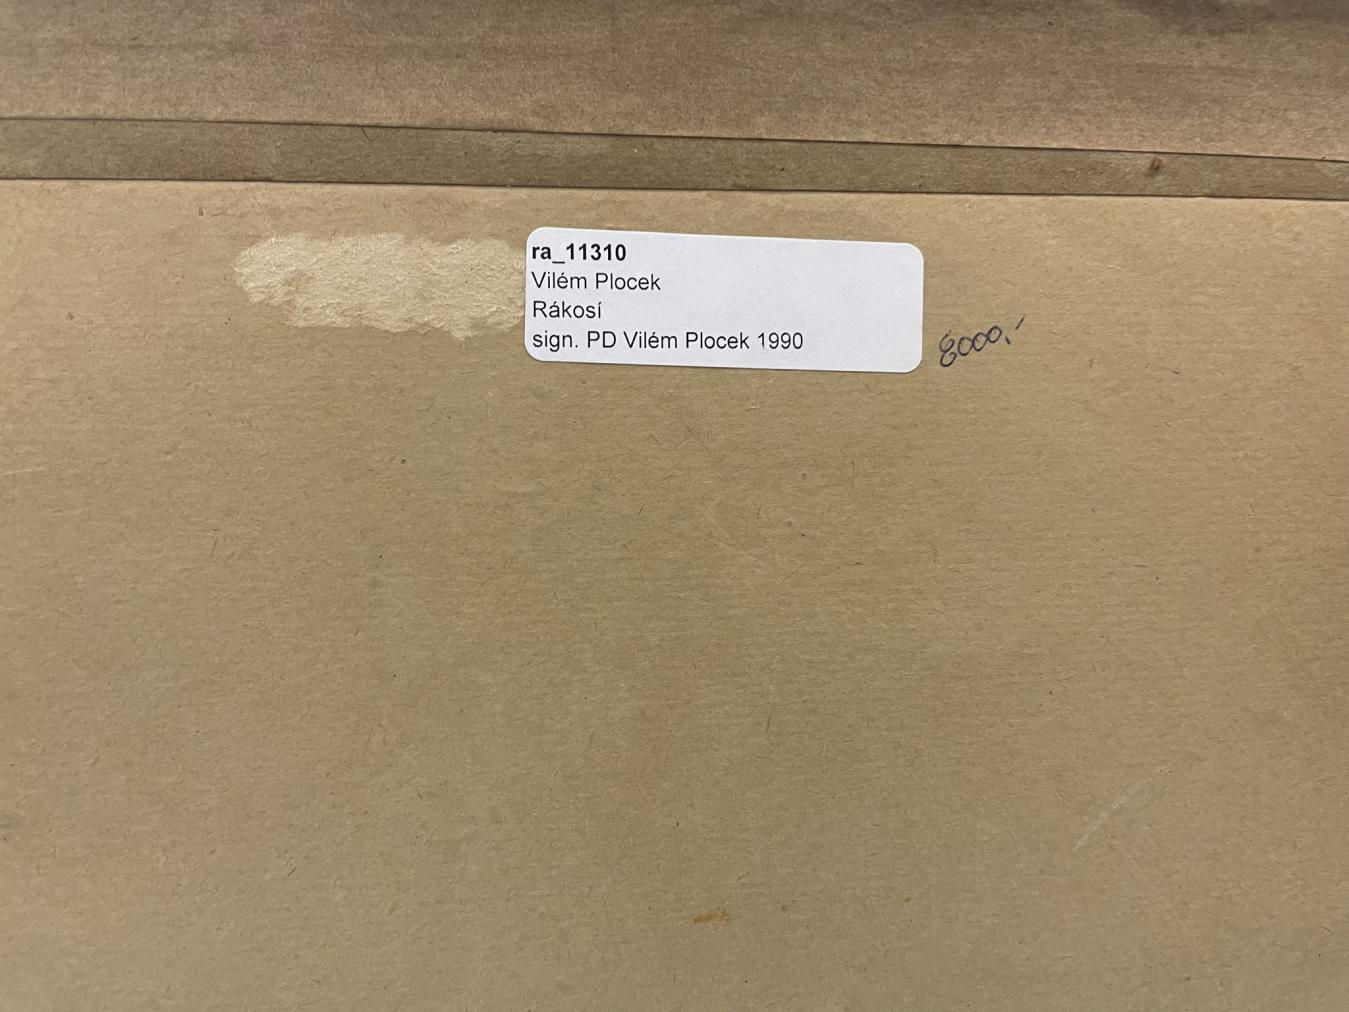 ra_11310
Vilém Plocek
Rákosí
sign. PD Vilém Plocek 1990
8000,-